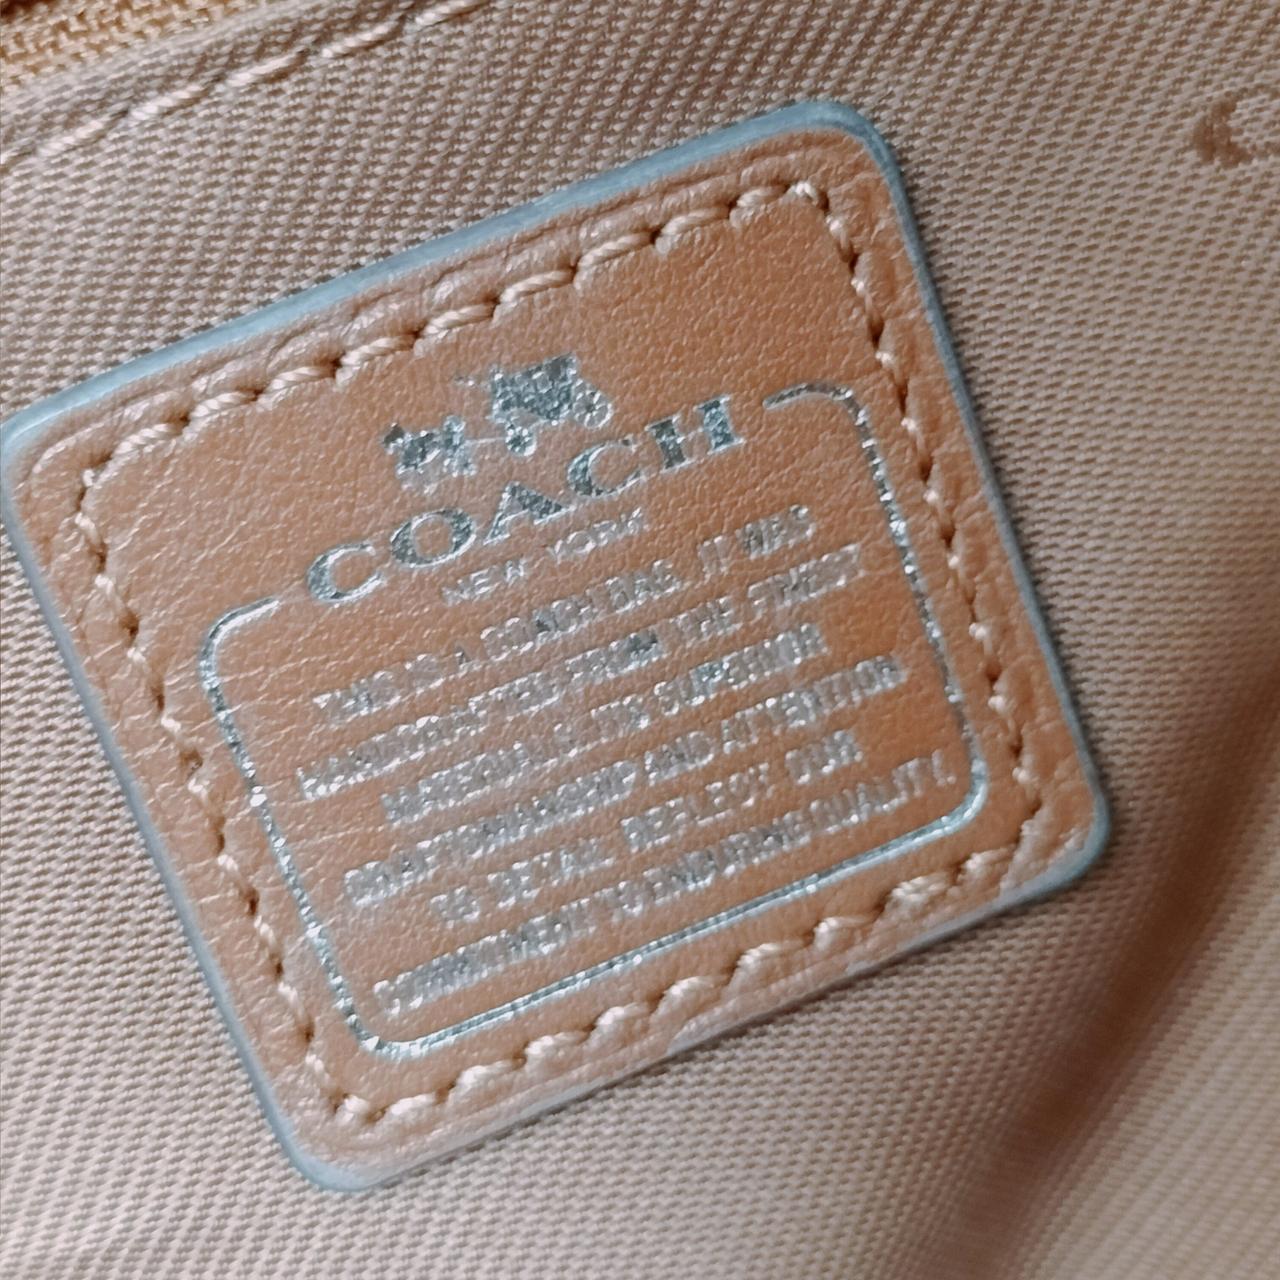 COACH
NEW YORK
THIS IS A COACH BAG. IT WAS
HANDCRAFTED FROM THE FINEST
MATERIALS. ITS SUPERIOR
CRAFTSMANSHIP AND ATTENTION
TO DETAIL REFLECT OUR
COMMITMENT TO ENDURING QUALITY.